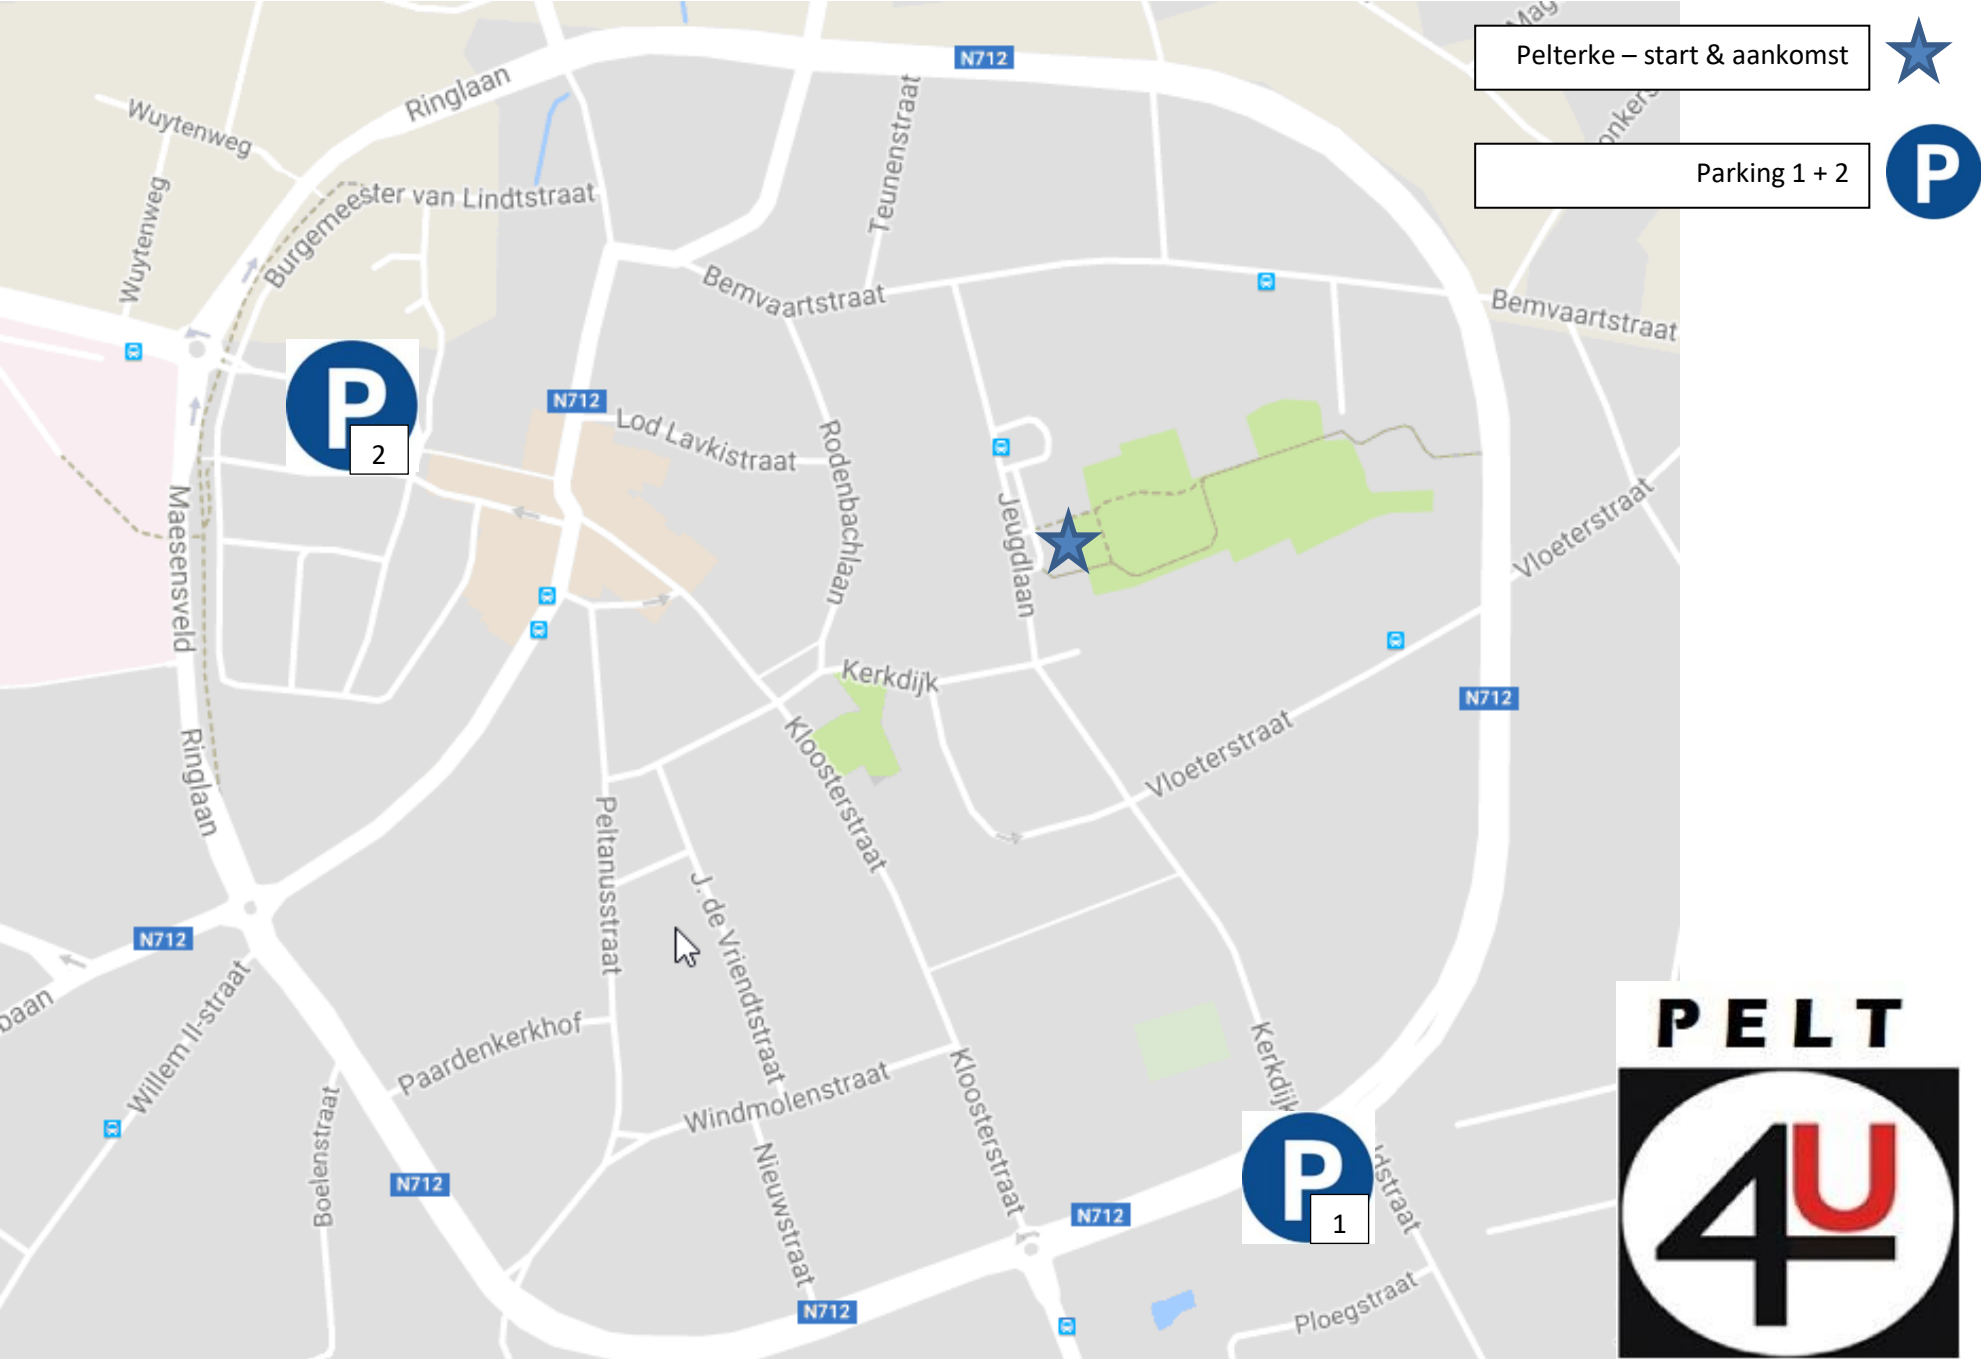 Pelterke – start & aankomst
Parking 1 + 2
P
N712
Ringlaan
Wuytenweg
Wuytenweg
Burgemeester van Lindtstraat
Teunenstraat
Bemvaartstraat
Bemvaartstraat
P
2
N712
Lod Lavkistraat
Rodenbachlaan
Jeugdlaan
Maesensveld
Vloeterstraat
Kerkdijk
N712
Ringlaan
Kloosterstraat
Vloeterstraat
Peltanusstraat
J. de Vriendtstraat
N712
Willem II-straat
Paardenkerkhof
Windmolenstraat
Kloosterstraat
Kerkdijk
Boelenstraat
Nieuwstraat
N712
N712
P
1
N712
Ploegstraat
PELT
4U